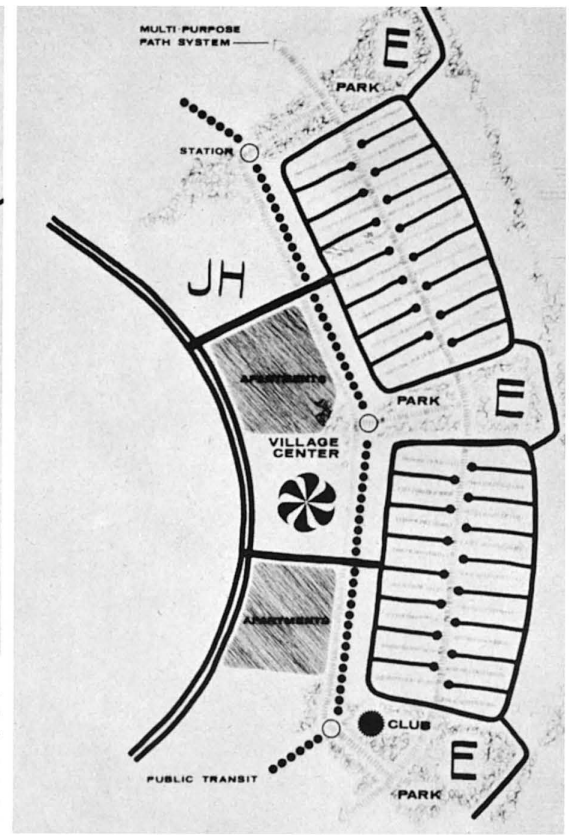 MULTI-PURPOSE
PATH SYSTEM
E
PARK
STATION
JH
APARTMENTS
PARK
E
VILLAGE
CENTER
APARTMENTS
CLUB
E
PUBLIC TRANSIT
PARK